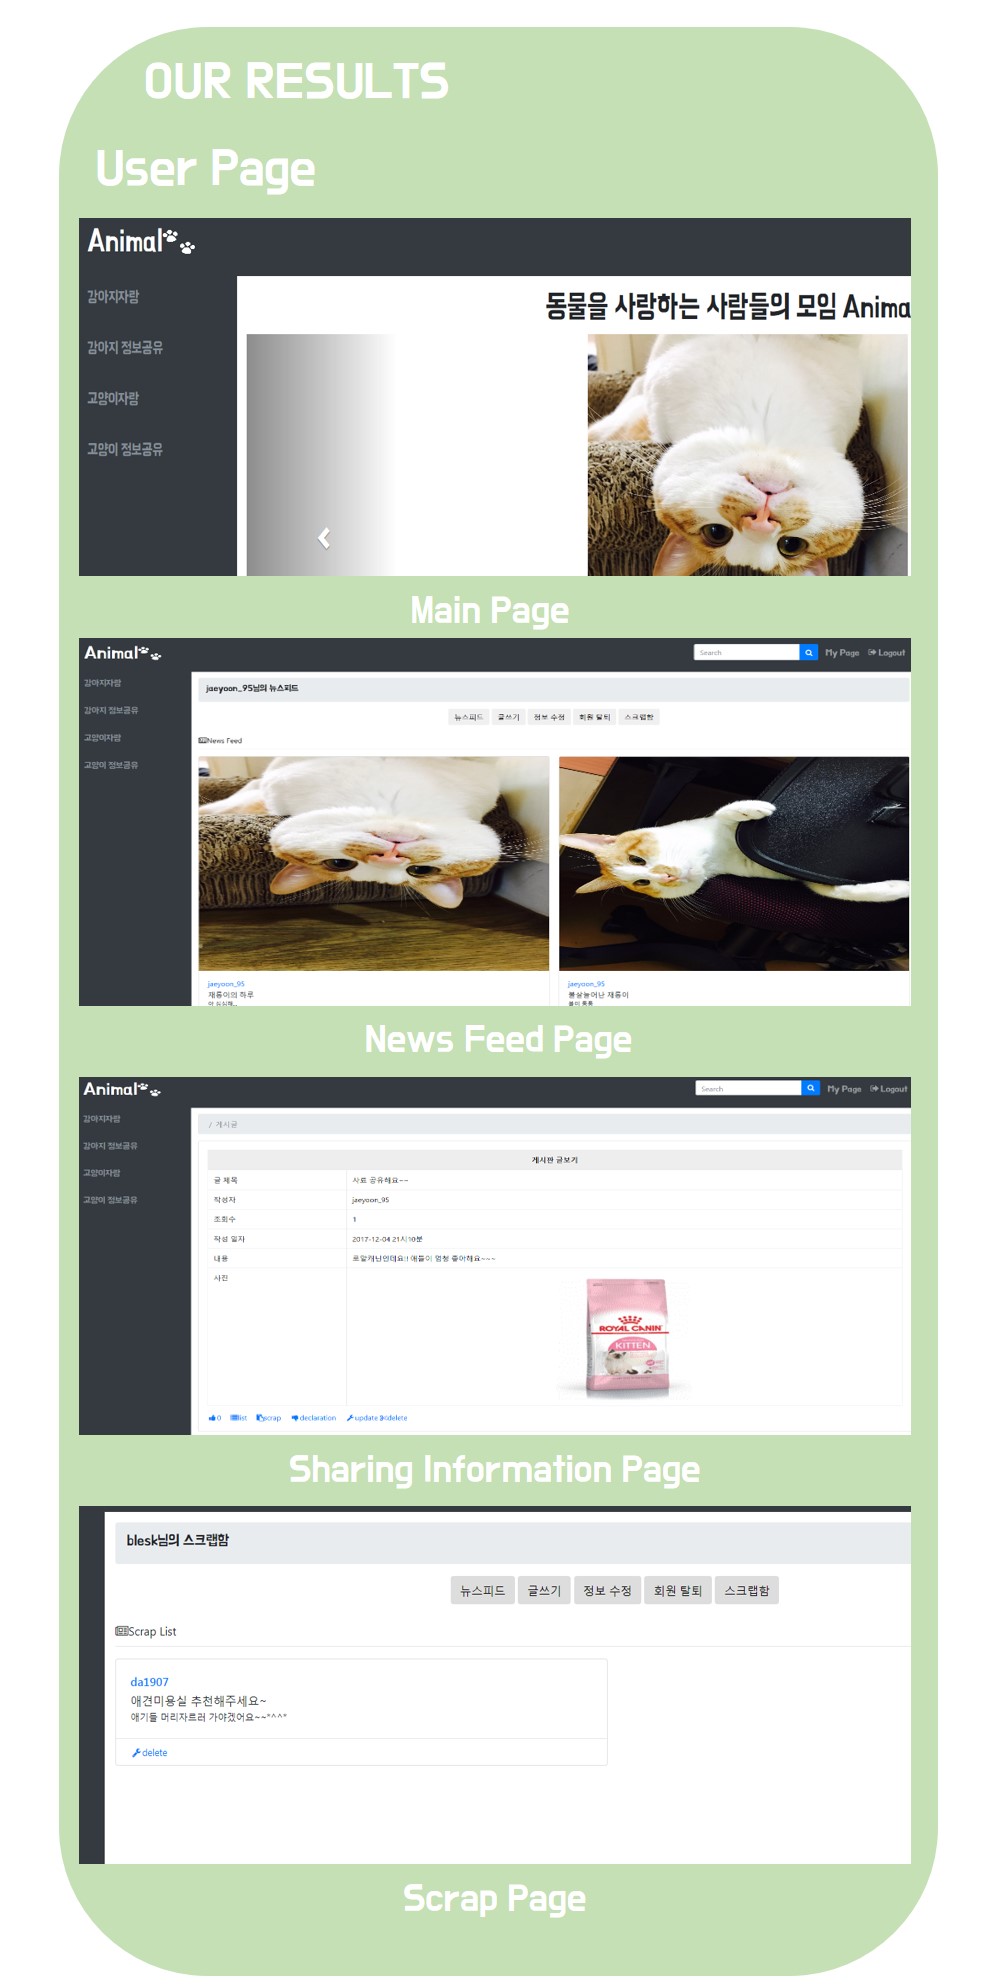 OUR RESULTS
User Page
Animal
강아지자랑
강아지 정보공유
고양이자랑
고양이 정보공유
동물을 사랑하는 사람들의 모임 Anima
Main Page
Animal
Search
My Page
Logout
강아지자랑
강아지 정보공유
고양이자랑
고양이 정보공유
jaeyoon_95님의 뉴스피드
뉴스피드 글쓰기 정보 수정 회원 탈퇴 스크랩함
News Feed
jaeyoon_95
재롱이의 하루
아 심심해..
jaeyoon_95
볼살늘어난 재롱이
News Feed Page
Animal
Search
My Page
Logout
강아지자랑
강아지 정보공유
고양이자랑
고양이 정보공유
/ 게시글
게시판 글보기
글 제목 사료 공유해요~~
작성자 jaeyoon_95
조회수 1
작성 일자 2017-12-04 21시10분
내용 로얄캐닌인데요!! 애들이 엄청 좋아해요~~~
사진
ROYAL CANIN
KITTEN
0 list scrap declaration update delete
Sharing Information Page
blesk님의 스크랩함
뉴스피드 글쓰기 정보 수정 회원 탈퇴 스크랩함
Scrap List
da1907
애견미용실 추천해주세요~
애기들 머리자르러 가야겠어요~~*^^*
delete
Scrap Page